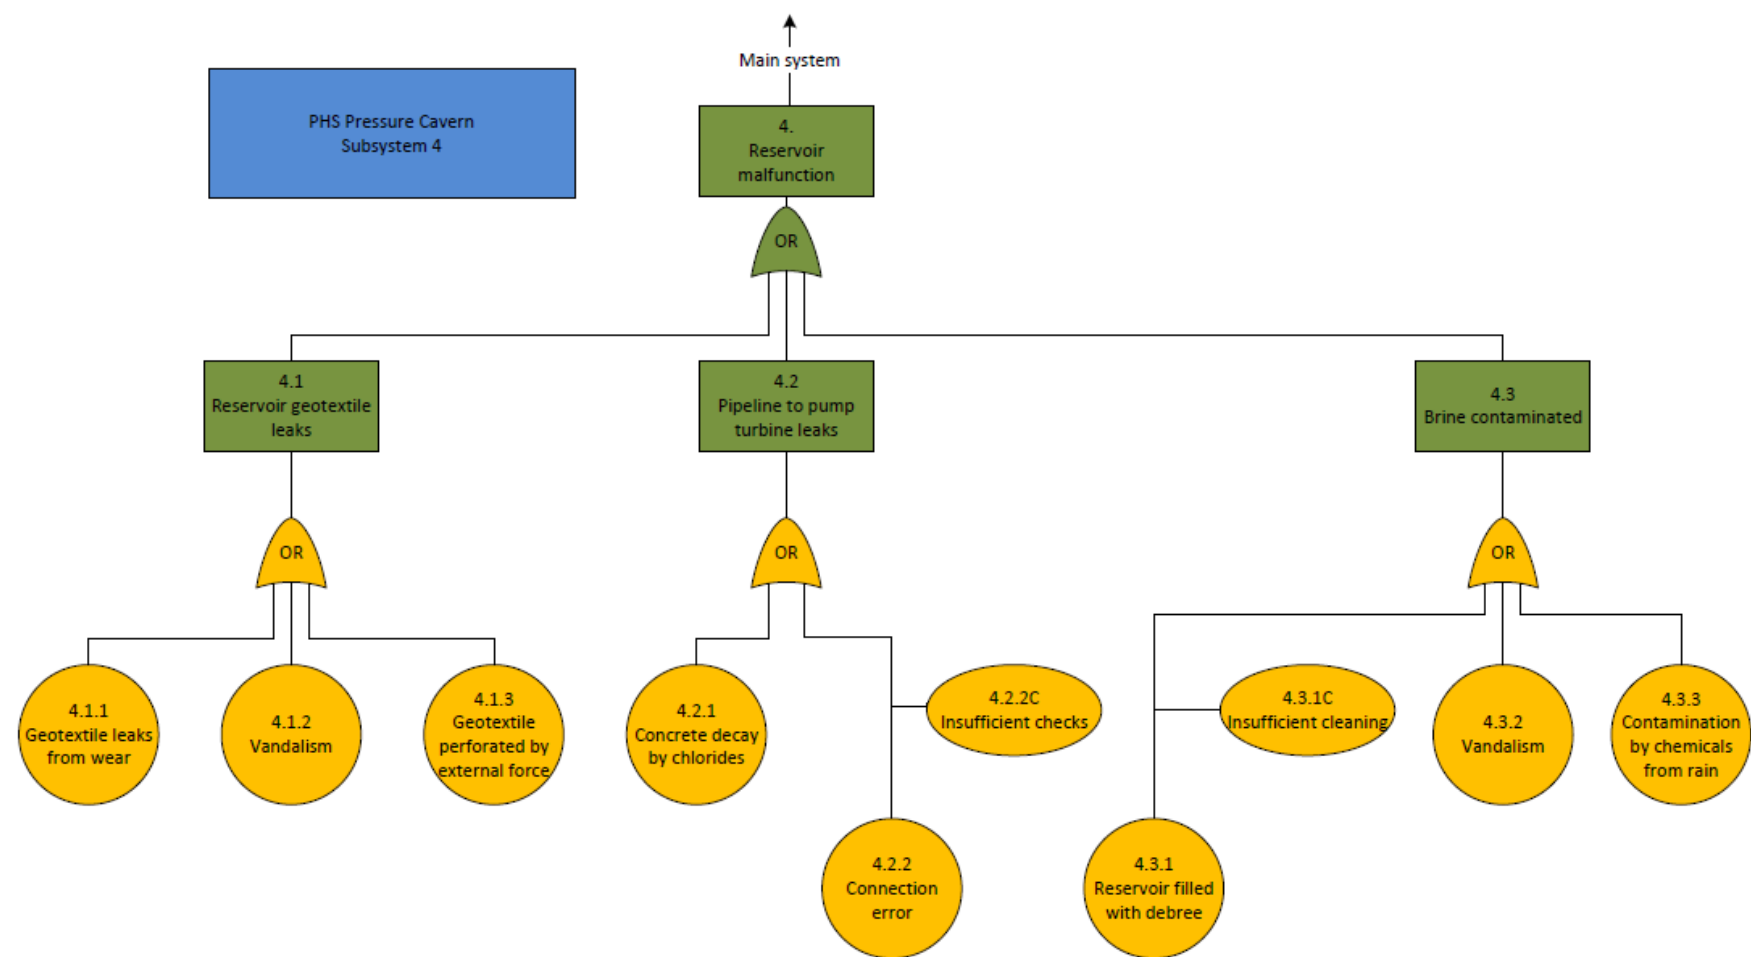 Main system
PHS Pressure Cavern
Subsystem 4
4.
Reservoir
malfunction
OR
4.1
Reservoir geotextile
leaks
4.2
Pipeline to pump
turbine leaks
4.3
Brine contaminated
OR
OR
OR
4.1.1
Geotextile leaks
from wear
4.1.2
Vandalism
4.1.3
Geotextile
perforated by
external force
4.2.1
Concrete decay
by chlorides
4.2.2C
Insufficient checks
4.3.1C
Insufficient cleaning
4.3.2
Vandalism
4.3.3
Contamination
by chemicals
from rain
4.2.2
Connection
error
4.3.1
Reservoir filled
with debree